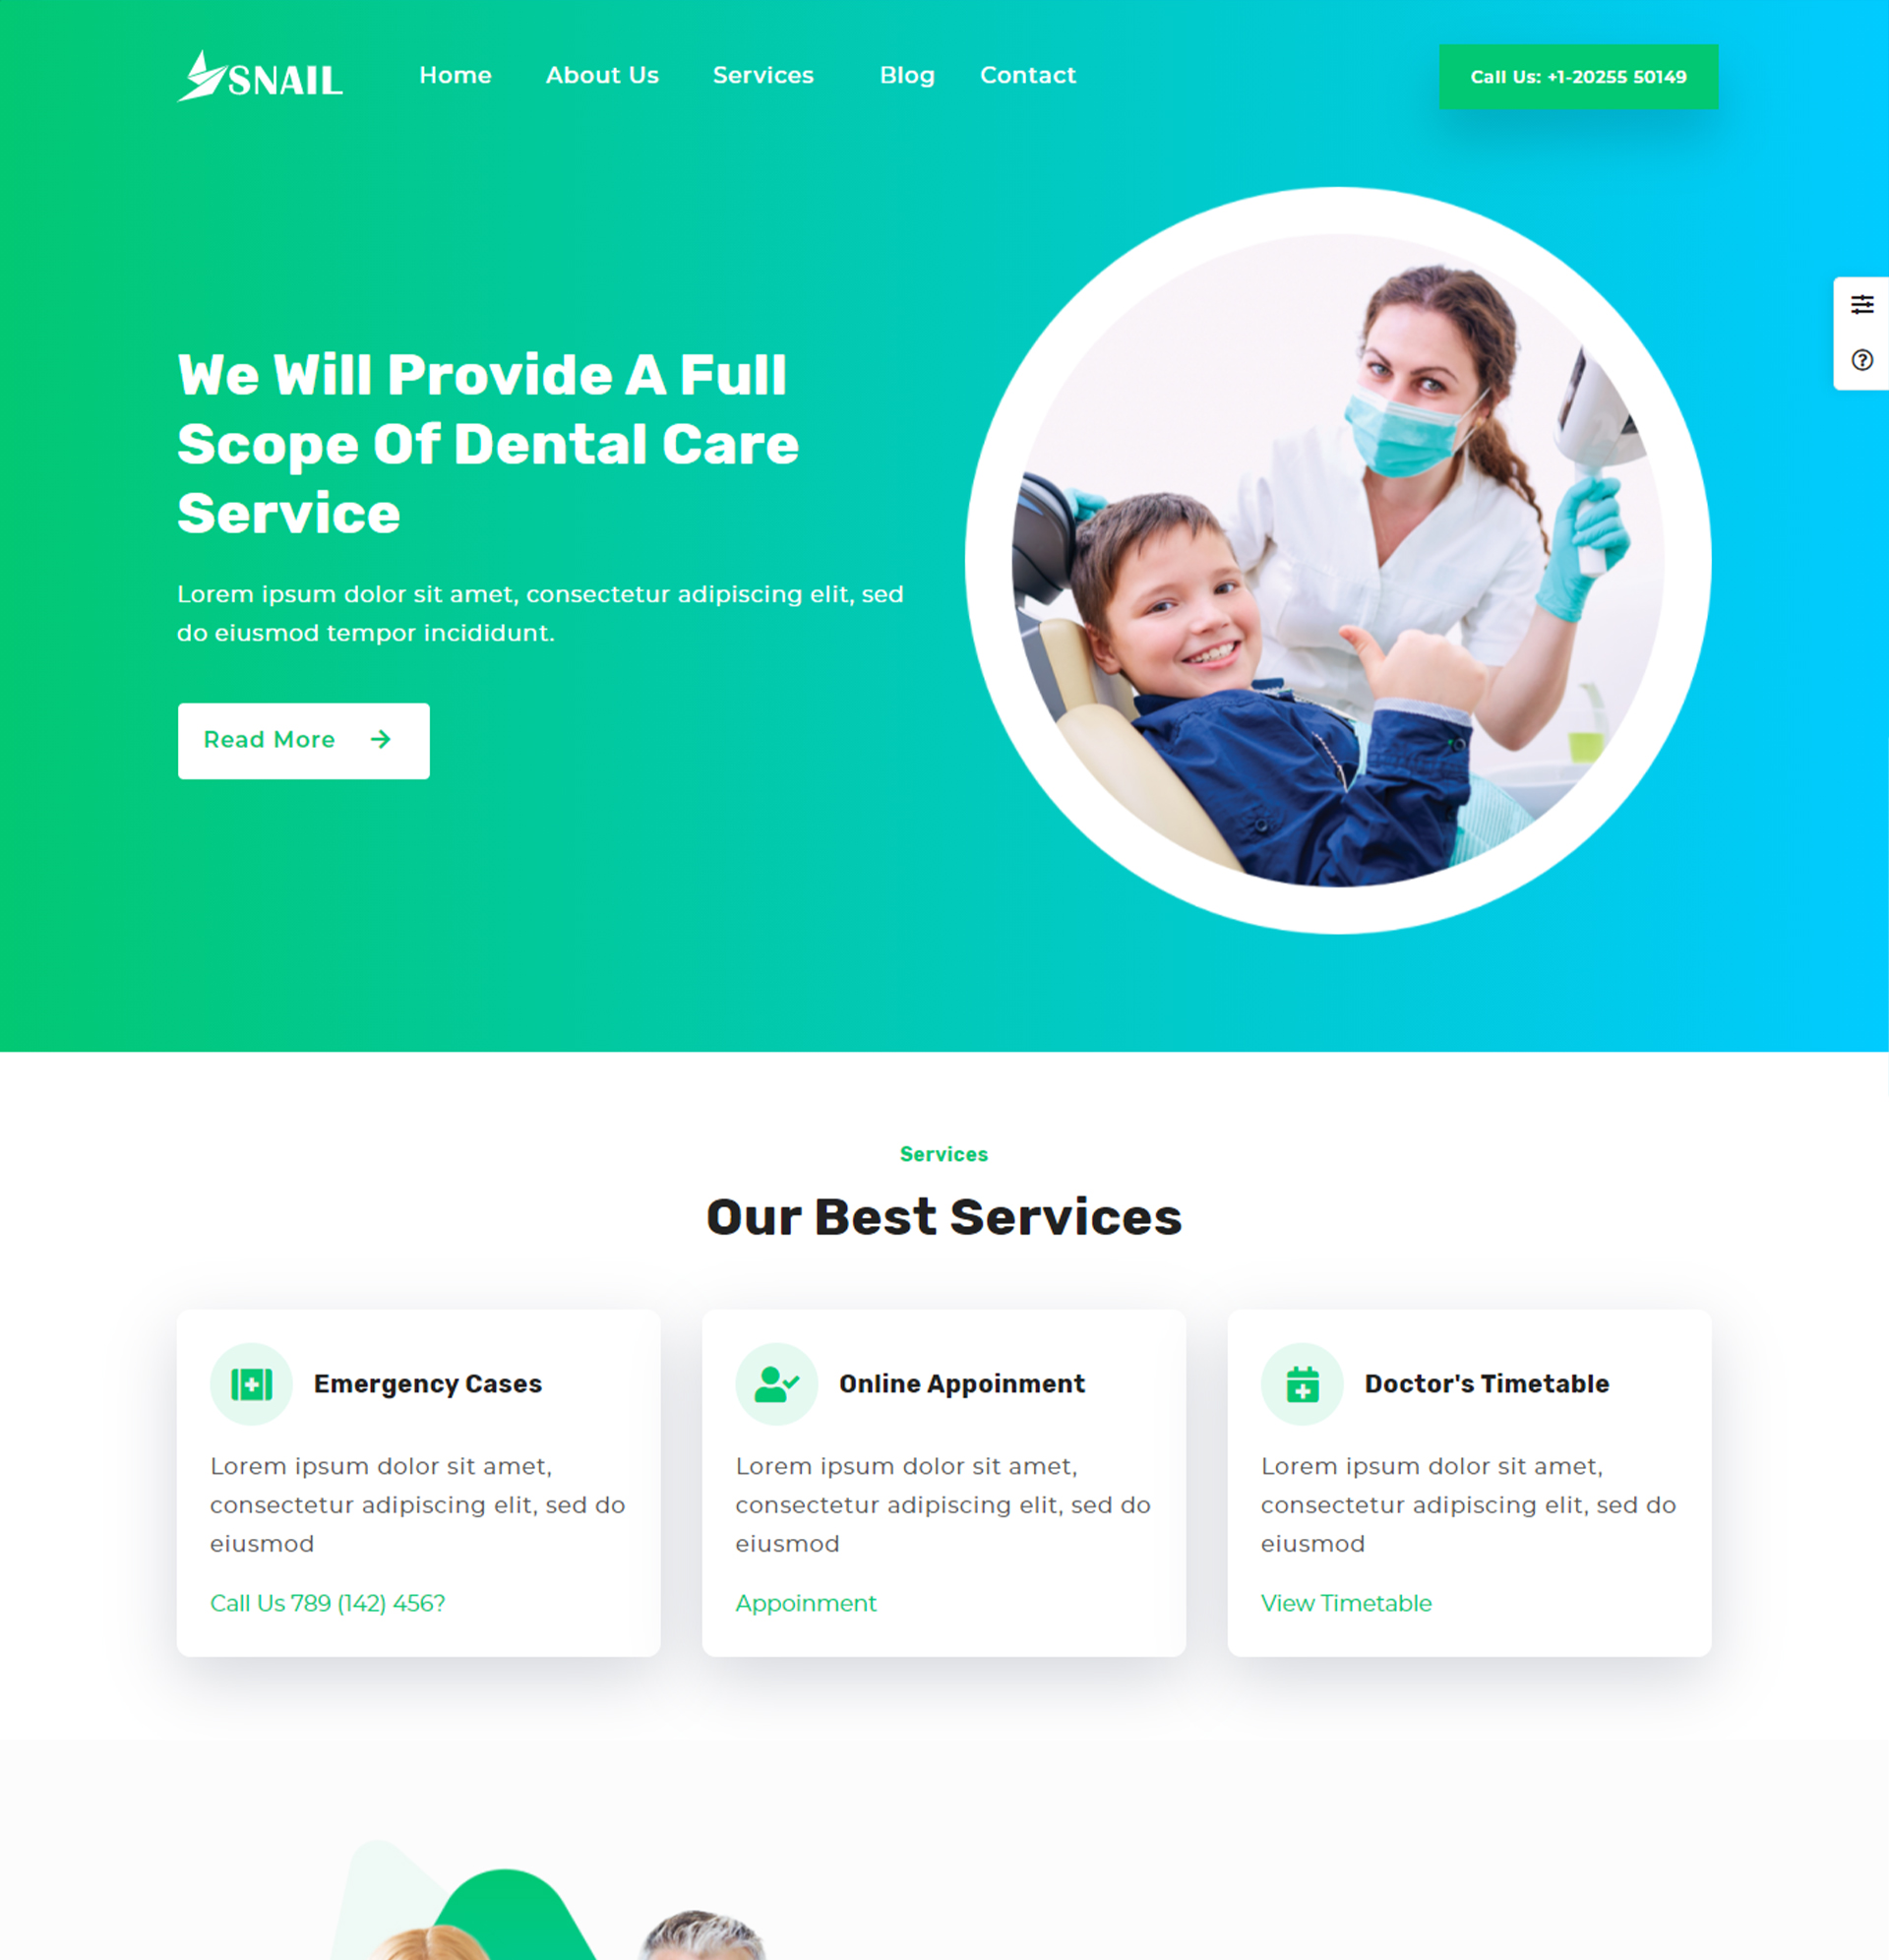 SNAIL
Home
About Us
Services
Blog
Contact
Call Us: +1-20255 50149
We Will Provide A Full
Scope Of Dental Care
Service
Lorem ipsum dolor sit amet, consectetur adipiscing elit, sed
do eiusmod tempor incididunt.
Read More
Services
Our Best Services
Emergency Cases
Lorem ipsum dolor sit amet,
consectetur adipiscing elit, sed do
eiusmod
Call Us 789 (142) 456?
Online Appoinment
Lorem ipsum dolor sit amet,
consectetur adipiscing elit, sed do
eiusmod
Appoinment
Doctor's Timetable
Lorem ipsum dolor sit amet,
consectetur adipiscing elit, sed do
eiusmod
View Timetable